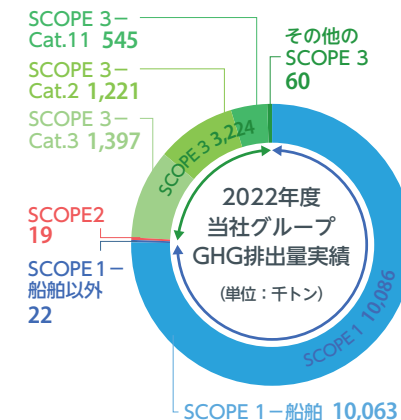 SCOPE 3－
Cat.11 545
その他の
SCOPE 3
60
SCOPE 3－
Cat.2 1,221
SCOPE 3－
Cat.3 1,397
SCOPE 3 3,224
2022年度
当社グループ
GHG排出量実績
（単位：千トン）
SCOPE2
19
SCOPE 1－
船舶以外
22
SCOPE 1 10,086
SCOPE 1－船舶 10,063